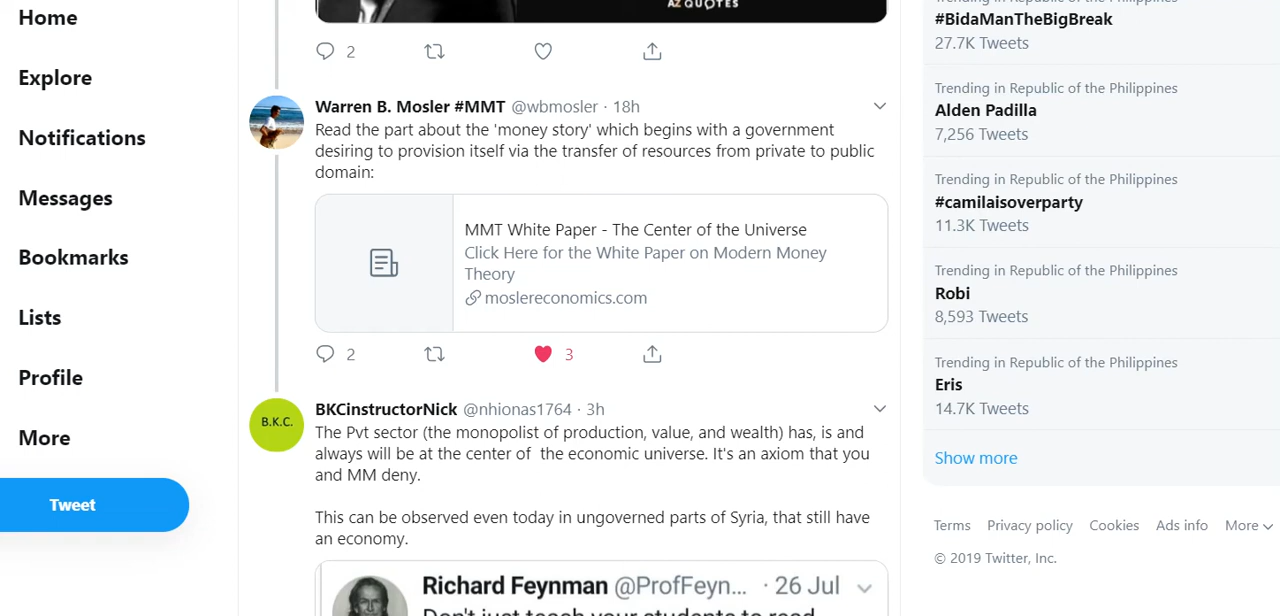 Home
Explore
Notifications
Messages
Bookmarks
Lists
Profile
More
Tweet
AZ QUOTES
2
Warren B. Mosler #MMT @wbmosler · 18h
Read the part about the 'money story' which begins with a government
desiring to provision itself via the transfer of resources from private to public
domain:
MMT White Paper - The Center of the Universe
Click Here for the White Paper on Modern Money
Theory
moslereconomics.com
2 3
BKCinstructorNick @nhionas1764 · 3h
B.K.C.
The Pvt sector (the monopolist of production, value, and wealth) has, is and
always will be at the center of  the economic universe. It's an axiom that you
and MM deny.
This can be observed even today in ungoverned parts of Syria, that still have
an economy.
Richard Feynman @ProfFeyn... · 26 Jul
Don't just teach your students to read
Trending in Republic of the Philippines
#BidaManTheBigBreak
27.7K Tweets
Trending in Republic of the Philippines
Alden Padilla
7,256 Tweets
Trending in Republic of the Philippines
#camilaisoverparty
11.3K Tweets
Trending in Republic of the Philippines
Robi
8,593 Tweets
Trending in Republic of the Philippines
Eris
14.7K Tweets
Show more
Terms Privacy policy Cookies Ads info More
© 2019 Twitter, Inc.